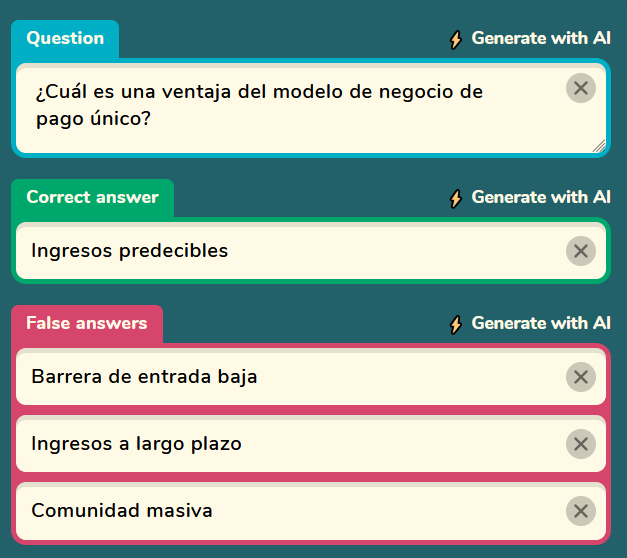 Question
Generate with AI
¿Cuál es una ventaja del modelo de negocio de
pago único?
Correct answer
Generate with AI
Ingresos predecibles
False answers
Generate with AI
Barrera de entrada baja
Ingresos a largo plazo
Comunidad masiva